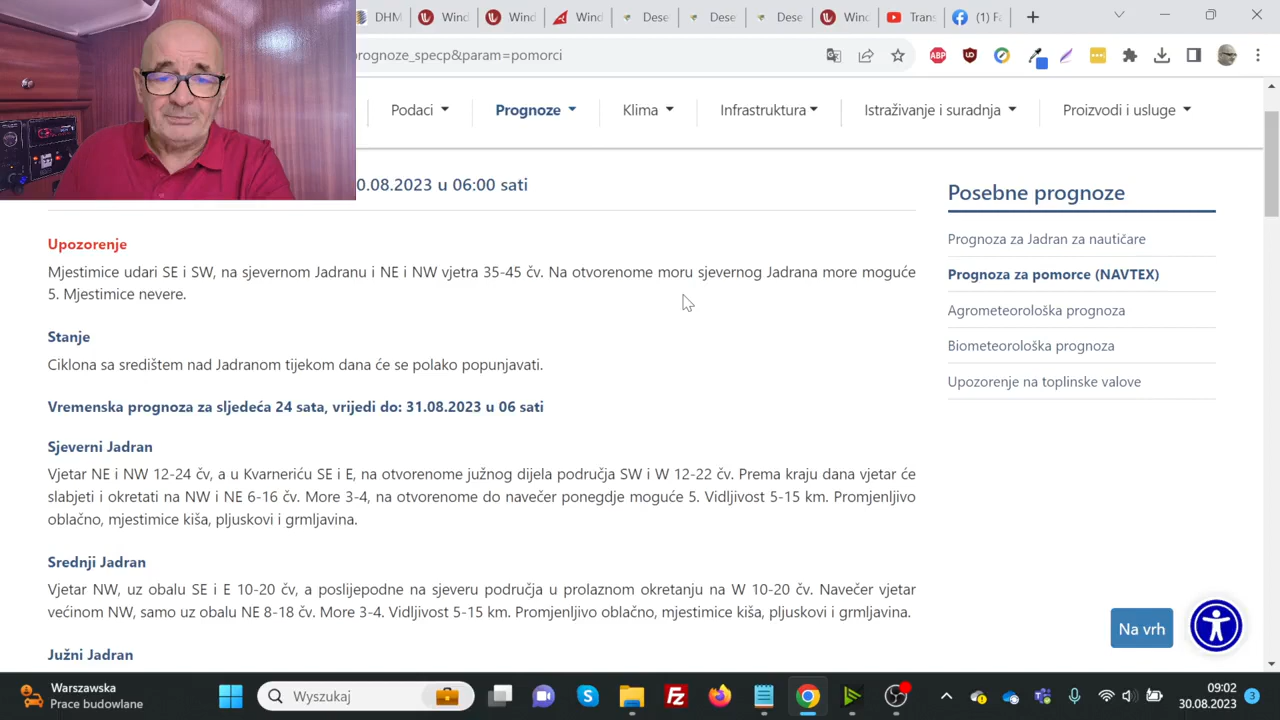 DHM
Wind
Wind
Dese
Dese
Dese
Wind
Trans
(1) Fa
prognoze_specp&param=pomorci
ABP
Podaci
Prognoze
Klima
Infrastruktura
Istraživanje i suradnja
Proizvodi i usluge
0.08.2023 u 06:00 sati
Upozorenje
Mjestimice udari SE i SW, na sjevernom Jadranu i NE i NW vjetra 35-45 čv. Na otvorenome moru sjevernog Jadrana more moguće
5. Mjestimice nevere.
Stanje
Ciklona sa središtem nad Jadranom tijekom dana će se polako popunjavati.
Vremenska prognoza za sljedeća 24 sata, vrijedi do: 31.08.2023 u 06 sati
Sjeverni Jadran
Vjetar NE i NW 12-24 čv, a u Kvarneriću SE i E, na otvorenome južnog dijela područja SW i W 12-22 čv. Prema kraju dana vjetar će
slabjeti i okretati na NW i NE 6-16 čv. More 3-4, na otvorenome do navečer ponegdje moguće 5. Vidljivost 5-15 km. Promjenljivo
oblačno, mjestimice kiša, pljuskovi i grmljavina.
Srednji Jadran
Vjetar NW, uz obalu SE i E 10-20 čv, a poslijepodne na sjeveru područja u prolaznom okretanju na W 10-20 čv. Navečer vjetar
većinom NW, samo uz obalu NE 8-18 čv. More 3-4. Vidljivost 5-15 km. Promjenljivo oblačno, mjestimice kiša, pljuskovi i grmljavina.
Južni Jadran
Posebne prognoze
Prognoza za Jadran za nautičare
Prognoza za pomorce (NAVTEX)
Agrometeorološka prognoza
Biometeorološka prognoza
Upozorenje na toplinske valove
Na vrh
Warszawska
Prace budowlane
Wyszukaj
09:02
30.08.2023
3